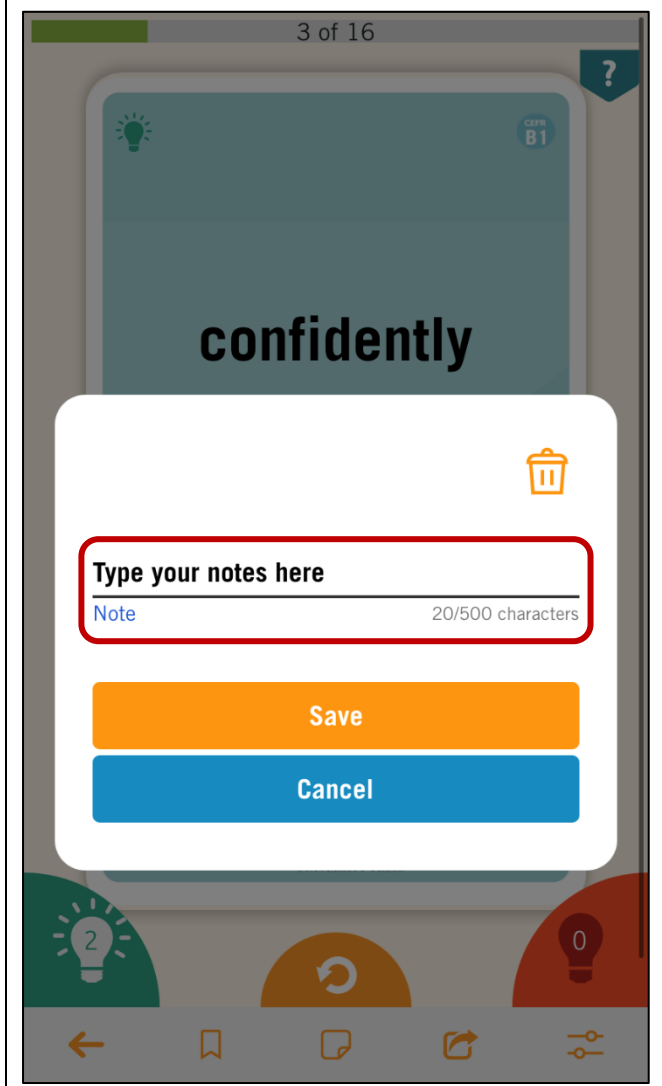 3 of 16
?
CEFR
B1
confidently
Type your notes here
Note 20/500 characters
Save
Cancel
2
0